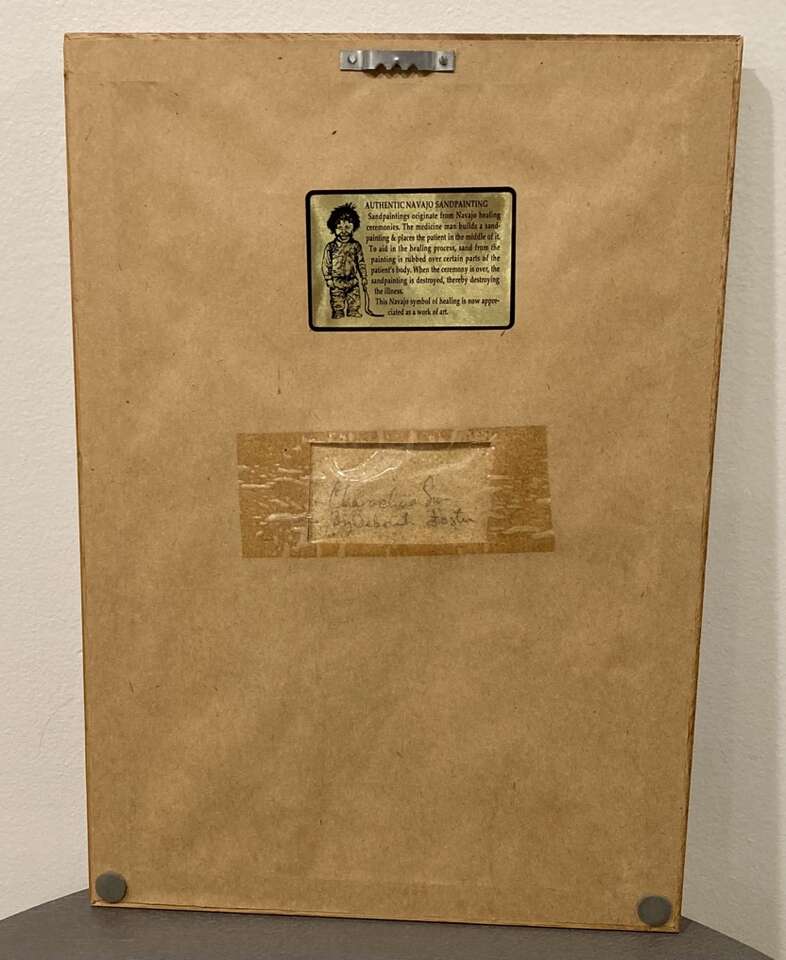 AUTHENTIC NAVAJO SANDPAINTING
Sandpaintings originate from Navajo healing
ceremonies. The medicine man builds a sand-
painting & places the patient in the middle of it.
To aid in the healing process, sand from the
painting is rubbed over certain parts of the
patient's body. When the ceremony is over, the
sandpainting is destroyed, thereby destroying
the illness.
This Navajo symbol of healing is now appre-
ciated as a work of art.
By Foster